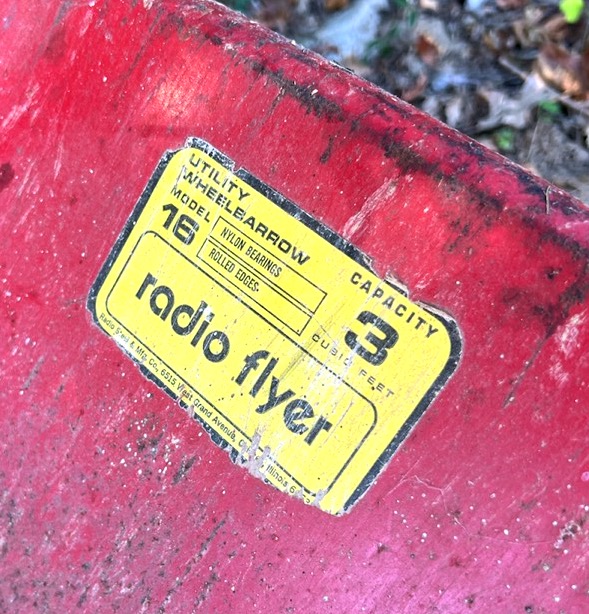 UTILITY
WHEELBARROW
MODEL
16
NYLON BEARINGS
ROLLED EDGES
CAPACITY
3
CUBIC FEET
radio flyer
Radio Steel & Mfg. Co., 6515 West Grand Avenue, Illinois